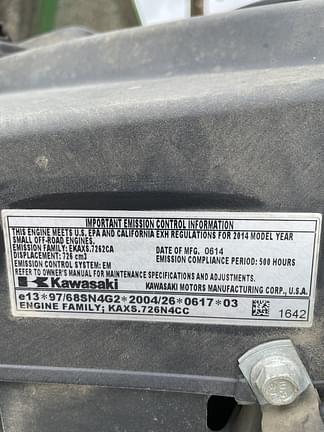 IMPORTANT EMISSION CONTROL INFORMATION
THIS ENGINE MEETS U.S. EPA AND CALIFORNIA EXH REGULATIONS FOR 2014 MODEL YEAR
SMALL OFF-ROAD ENGINES.
EMISSION FAMILY: EKAXS.7262CA DATE OF MFG. 0614
DISPLACEMENT: 726 cm3 EMISSION COMPLIANCE PERIOD: 500 HOURS
EMISSION CONTROL SYSTEM: EM
REFER TO OWNER'S MANUAL FOR MAINTENANCE SPECIFICATIONS AND ADJUSTMENTS.
Kawasaki KAWASAKI MOTORS MANUFACTURING CORP., U.S.A.
e13*97/68SN4G2*2004/26*0617*03
ENGINE FAMILY; KAXS.726N4CC 1642